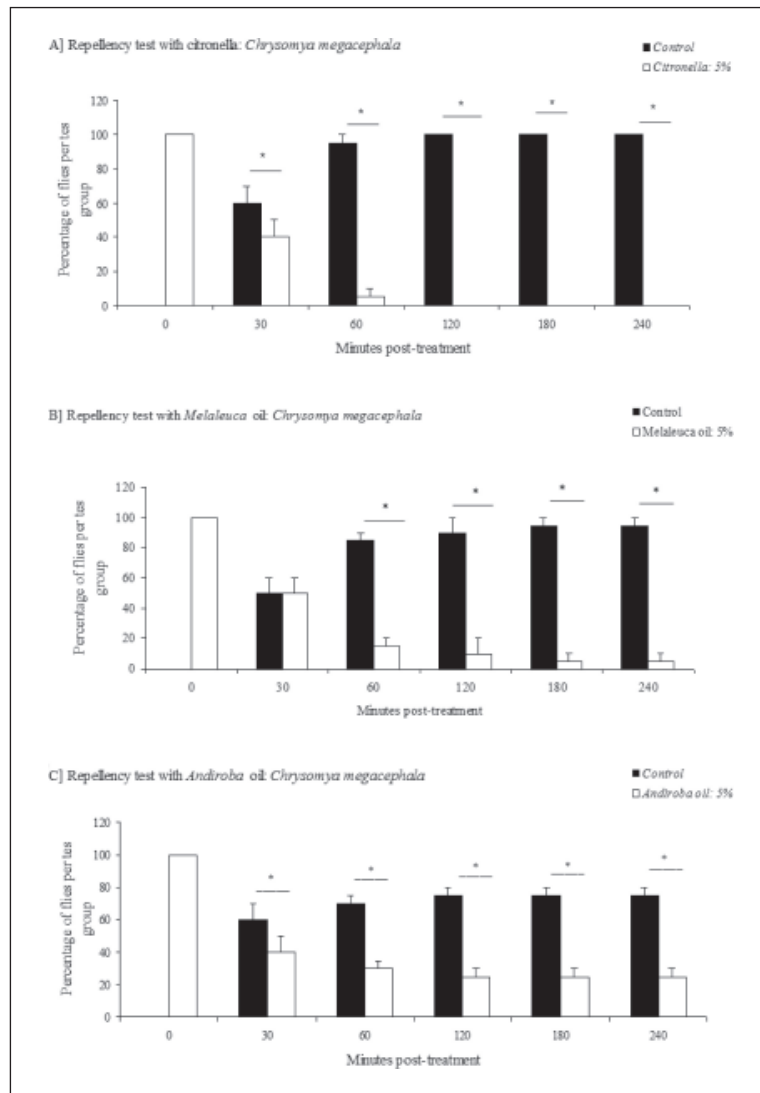 A] Repellency test with citronella: Chrysomya megacephala
Control
Citronella: 5%
Percentage of flies per tes
group
120
100
80
60
40
20
0
* * * * *
0 30 60 120 180 240
Minutes post-treatment
B] Repellency test with Melaleuca oil: Chrysomya megacephala
Control
Melaleuca oil: 5%
Percentage of flies per tes
group
120
100
80
60
40
20
0
* * * *
0 30 60 120 180 240
Minutes post-treatment
C] Repellency test with Andiroba oil: Chrysomya megacephala
Control
Andiroba oil: 5%
Percentage of flies per tes
group
120
100
80
60
40
20
0
* * * * *
0 30 60 120 180 240
Minutes post-treatment